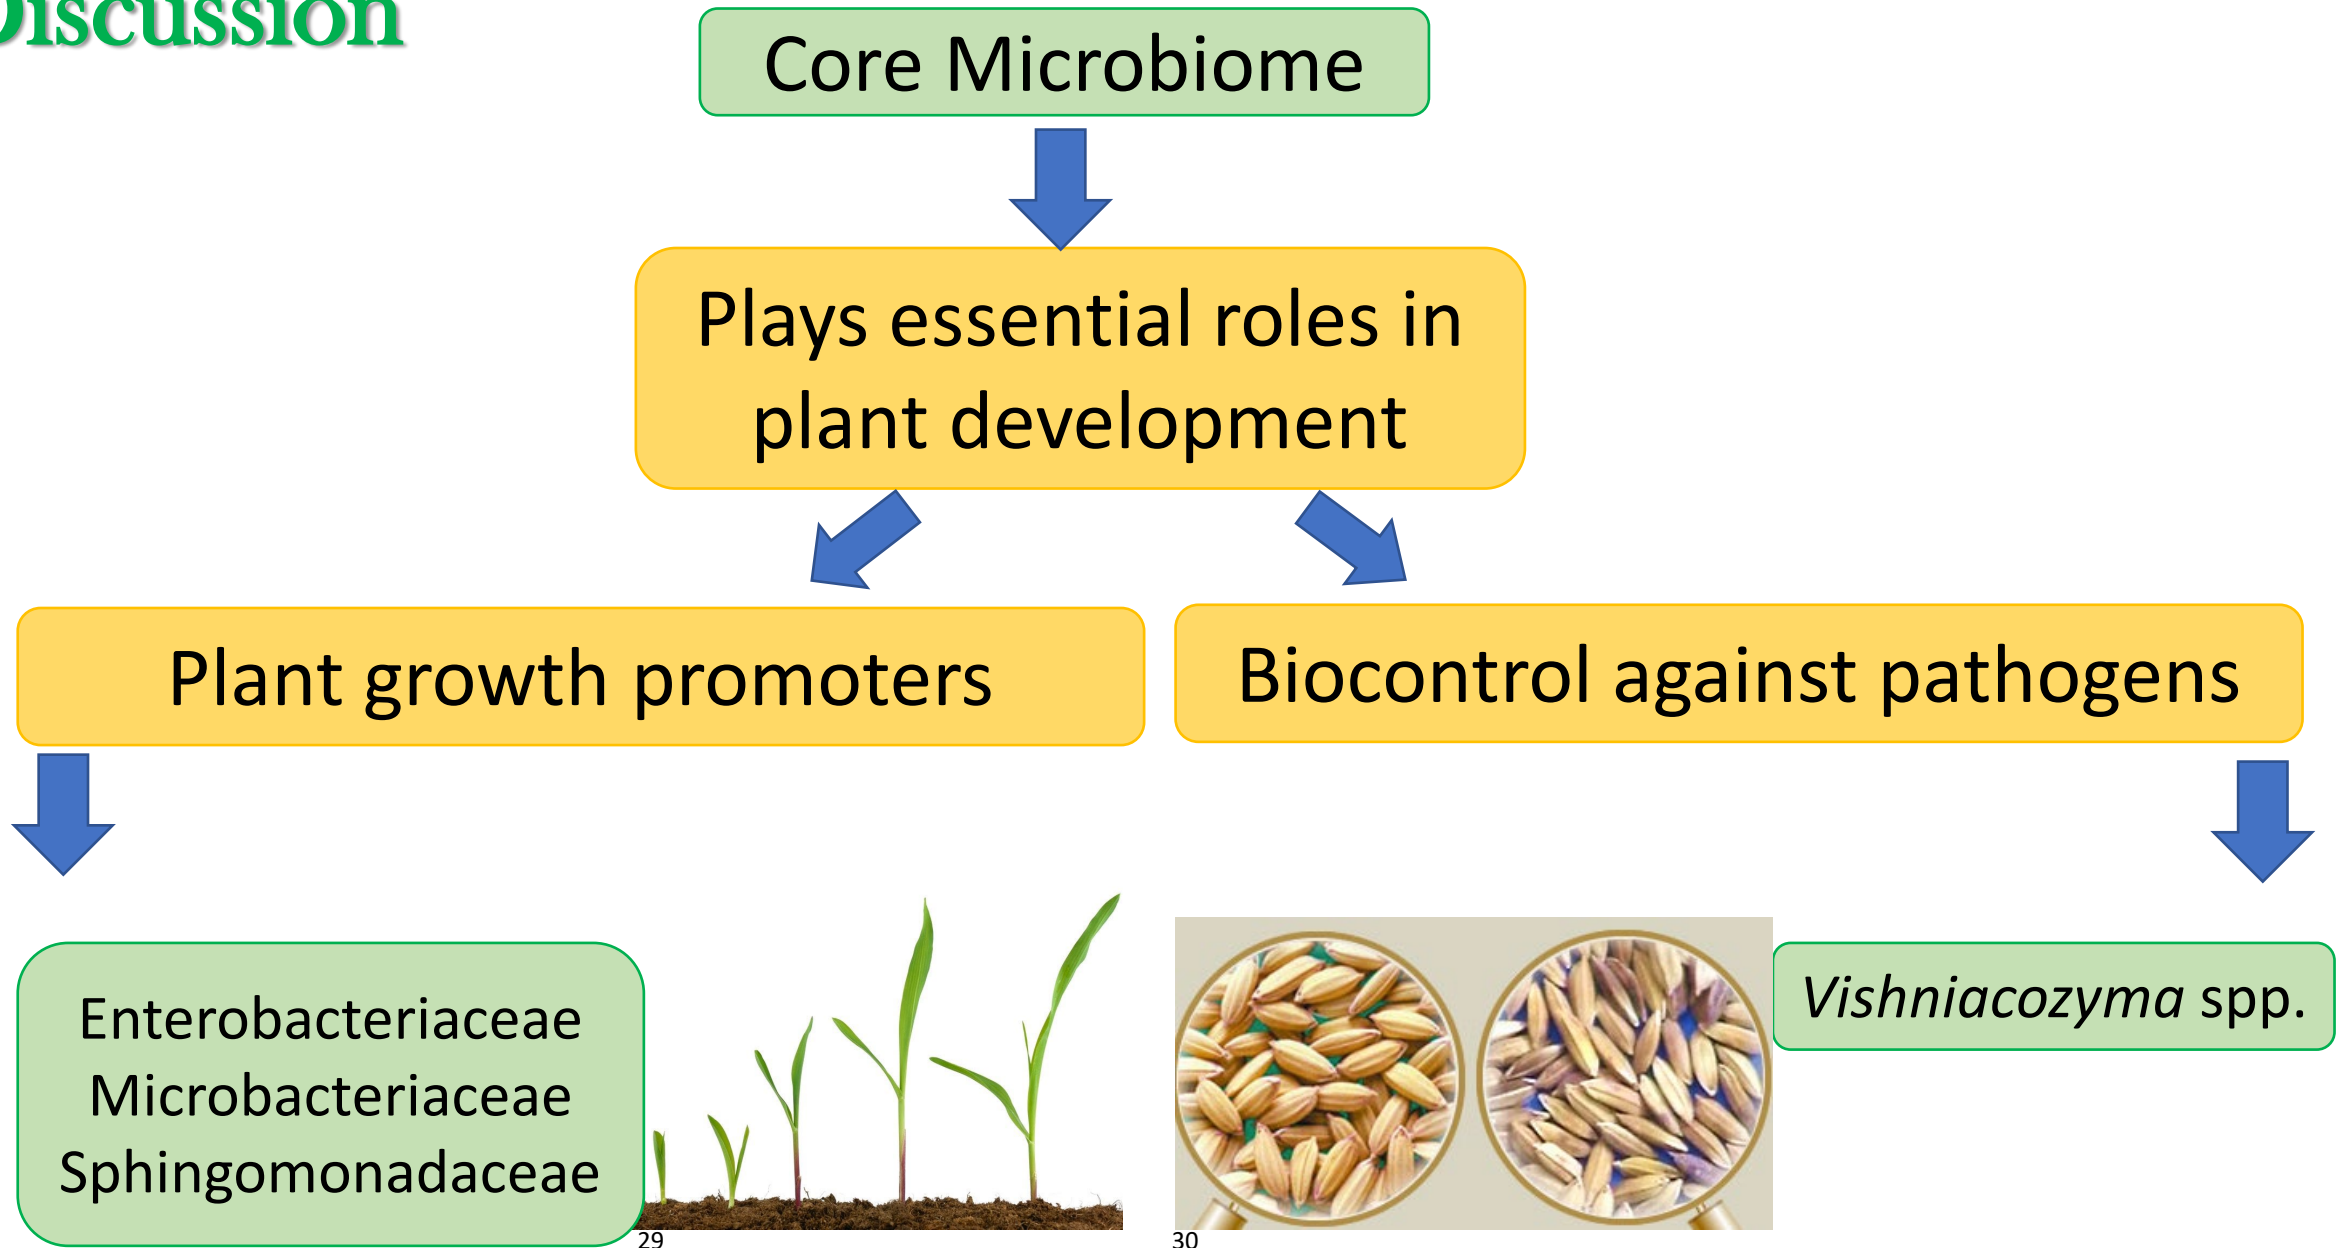 Discussion
Core Microbiome
Plays essential roles in
plant development
Plant growth promoters
Biocontrol against pathogens
Enterobacteriaceae
Microbacteriaceae
Sphingomonadaceae
Vishniacozyma spp.
29
30